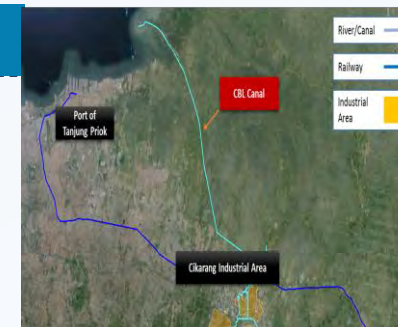 River/Canal
Railway
Industrial
Area
CBL Canal
Port of
Tanjung Priok
Cikarang Industrial Area